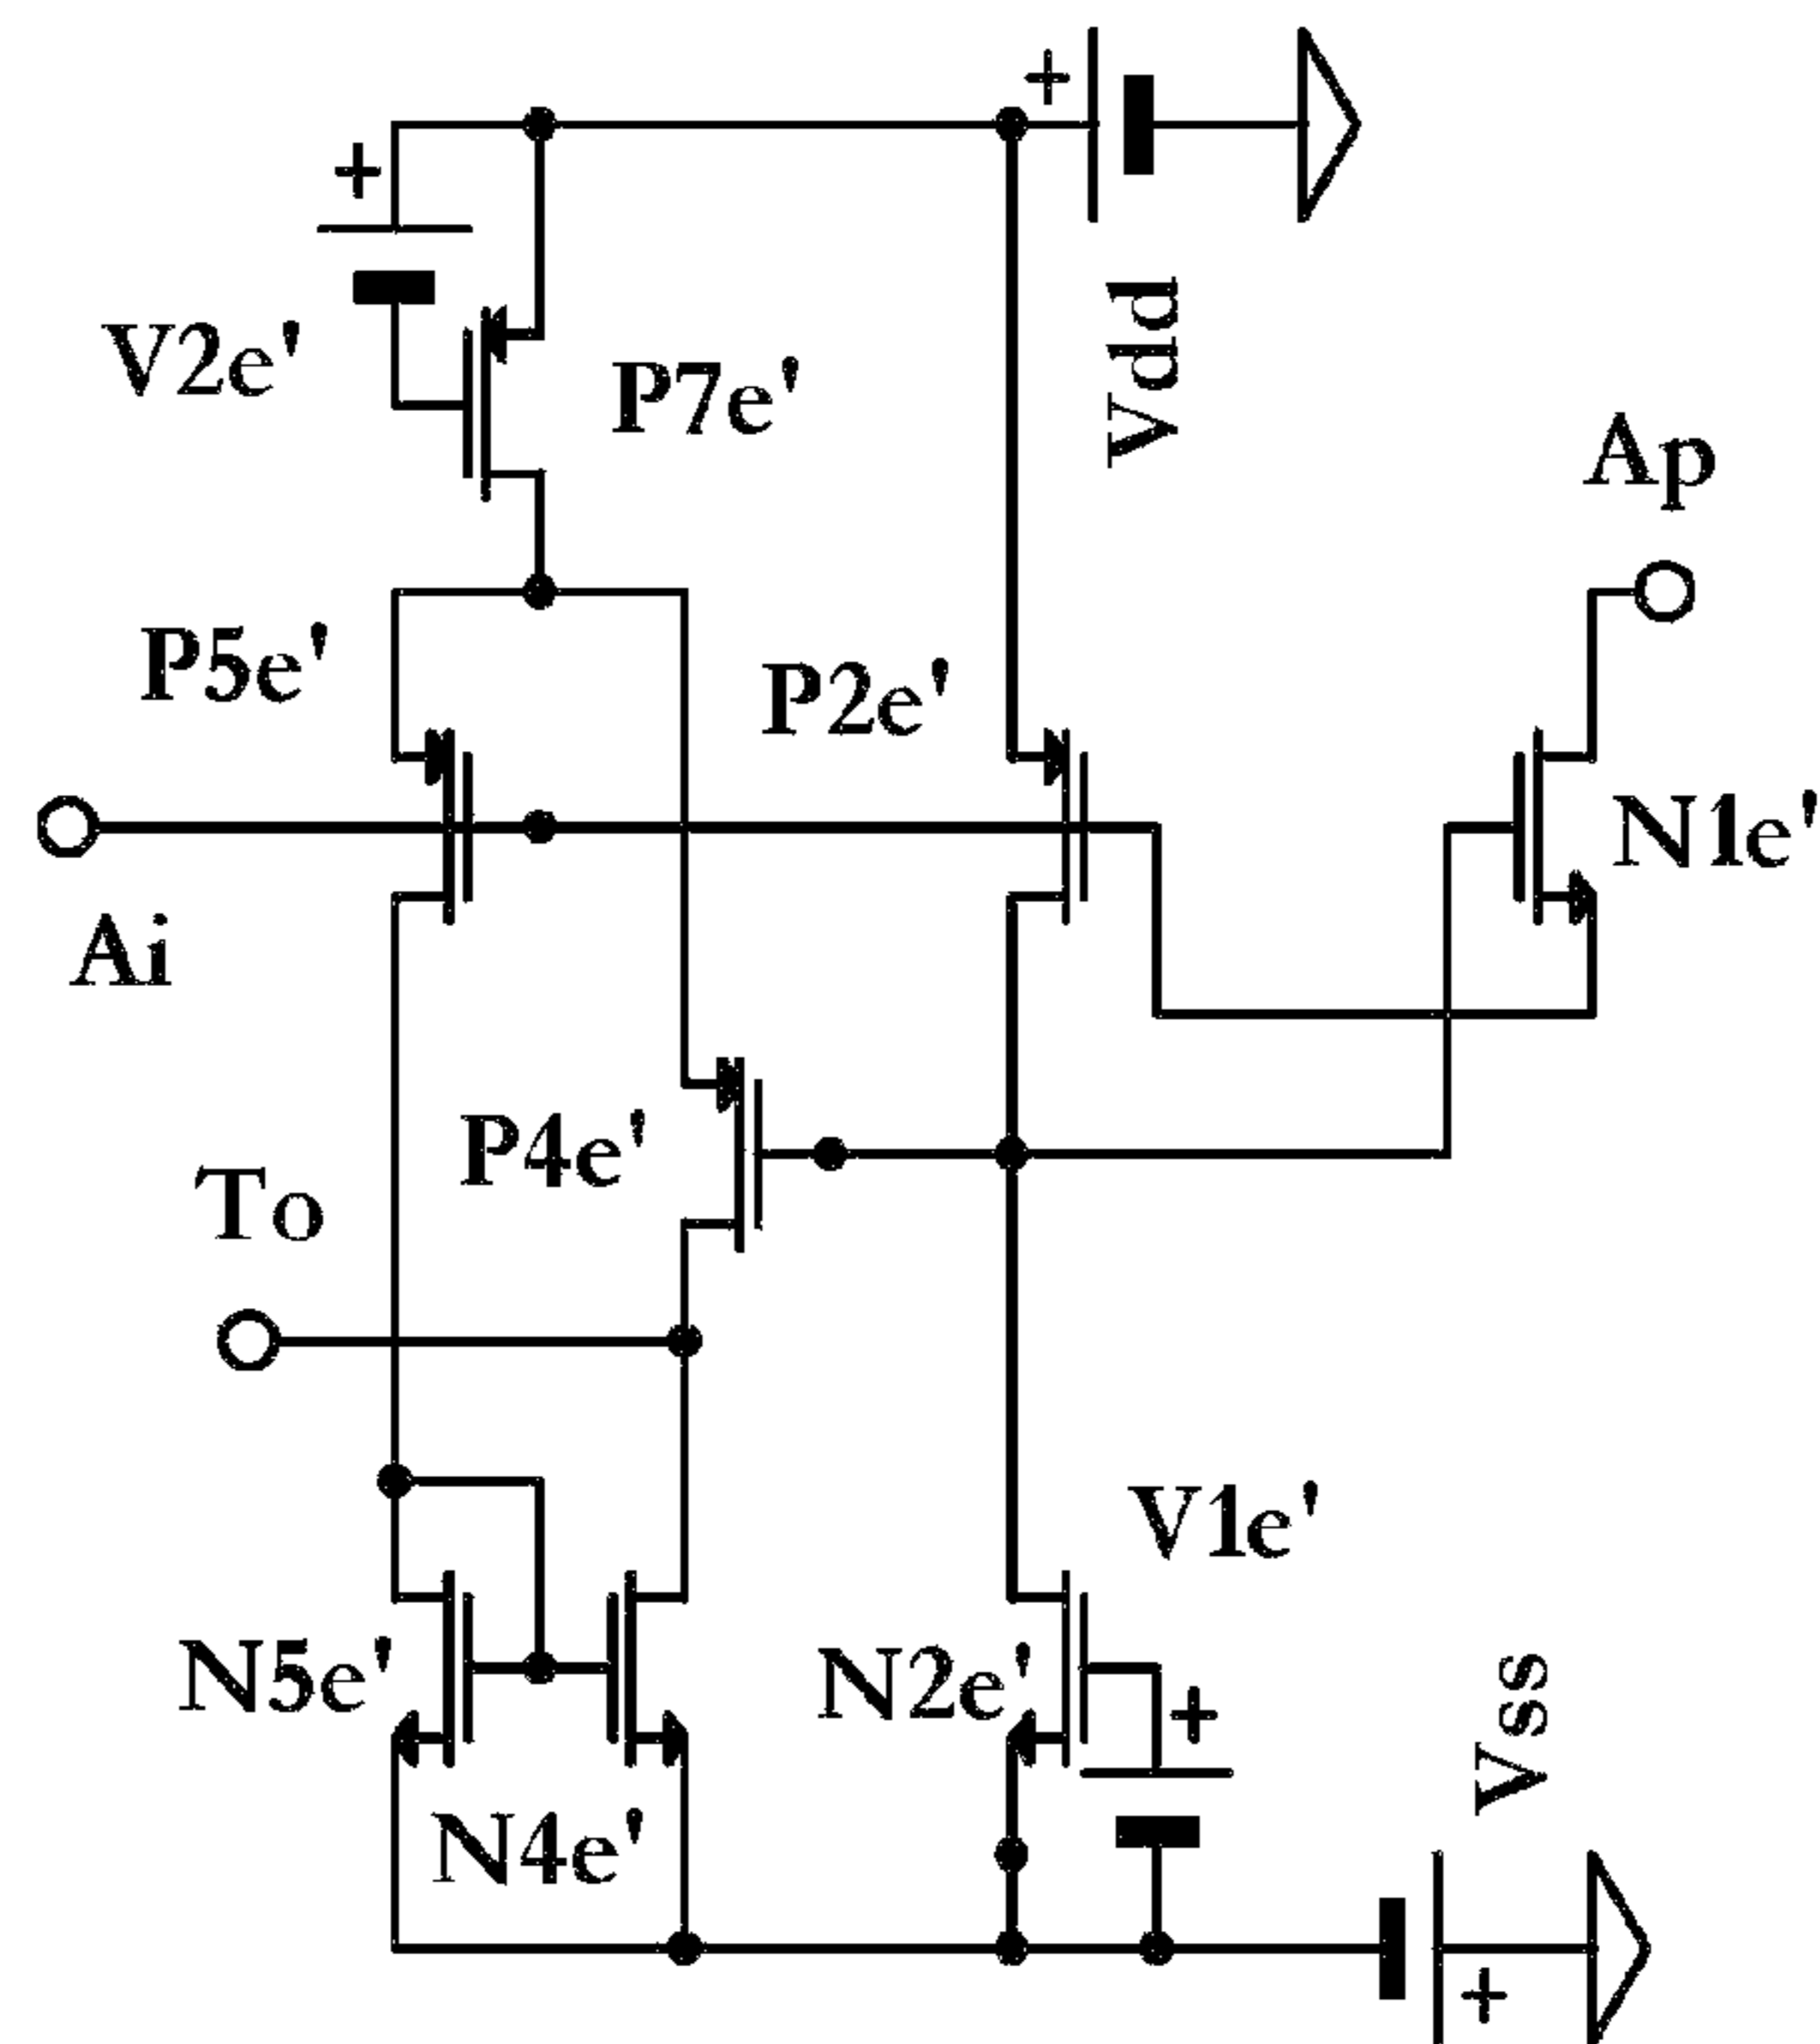 +
+
V2e'
P7e'
Vdd
Ap
P5e'
P2e'
N1e'
Ai
P4e'
To
V1e'
N5e'
N2e'
+
Vss
N4e'
+